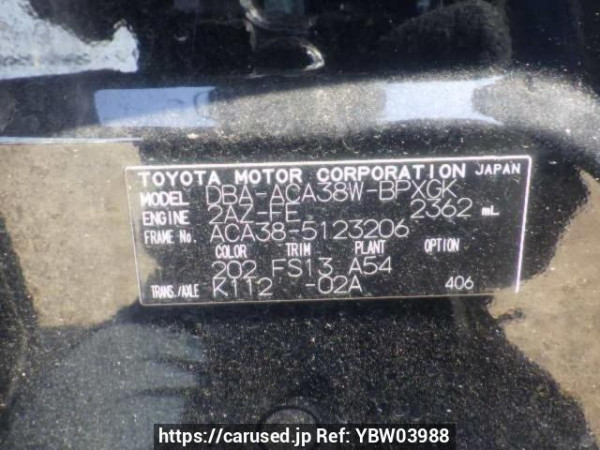 TOYOTA MOTOR CORPORATION JAPAN
MODEL DBA-ACA38W-BPXGK
ENGINE 2AZ-FE 2362 mL
FRAME No. ACA38-5123206
COLOR TRIM PLANT OPTION
202 FS13 A54
TRANS./AXLE K112 -02A 406
https://carused.jp Ref: YBW03988